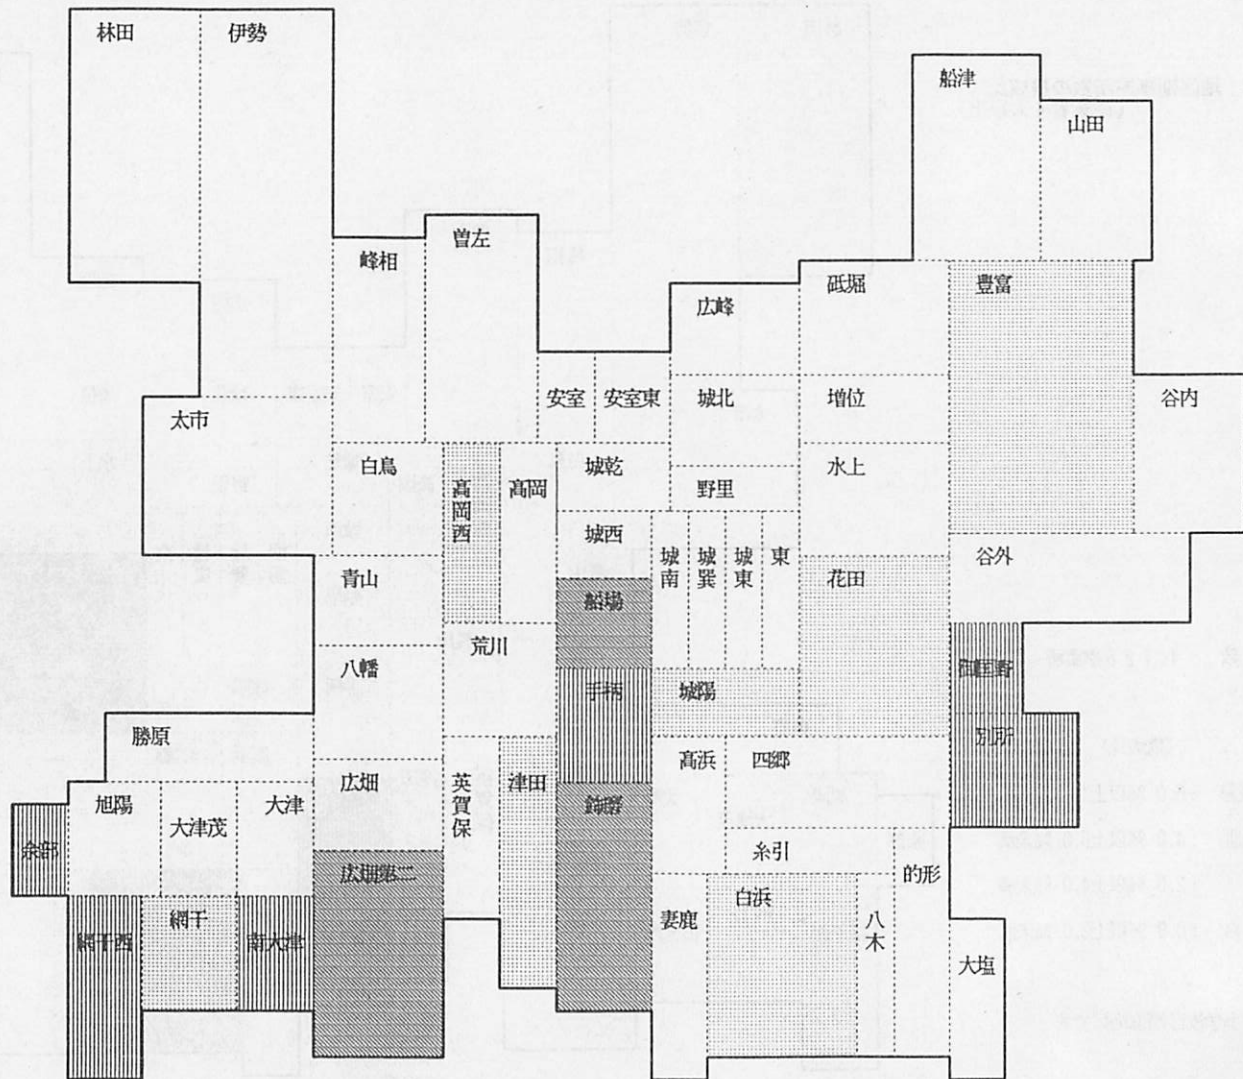 林田
伊勢
船津
山田
曽左
峰相
砥堀
豊富
広峰
安室
安室東
城北
増位
谷内
太市
白鳥
高岡西
髙岡
城乾
水上
野里
城西
城南
城巽
城東
東
谷外
青山
花田
船場
荒川
八幡
手柄
城陽
御国野
別所
勝原
広畑
英賀保
津田
高浜
四郷
旭陽
大津茂
大津
飾磨
余部
糸引
広畑第二
的形
白浜
妻鹿
八木
網干西
網干
南大津
大塩